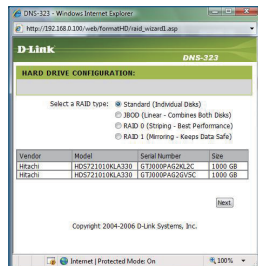 DNS-323 - Windows Internet Explorer
http://192.168.0.100/web/formatHD/raid_wizard1.asp
D-Link
DNS-323
HARD DRIVE CONFIGURATION:
Select a RAID type: Standard (Individual Disks)
JBOD (Linear - Combines Both Disks)
RAID 0 (Striping - Best Performance)
RAID 1 (Mirroring - Keeps Data Safe)
Vendor Model Serial Number Size
Hitachi HDS721010KLA330 GTJ000PAG2KL2C 1000 GB
Hitachi HDS721010KLA330 GTJ000PAG2GV5C 1000 GB
Next
Copyright 2004-2006 D-Link Systems, Inc.
Internet | Protected Mode: On 100%